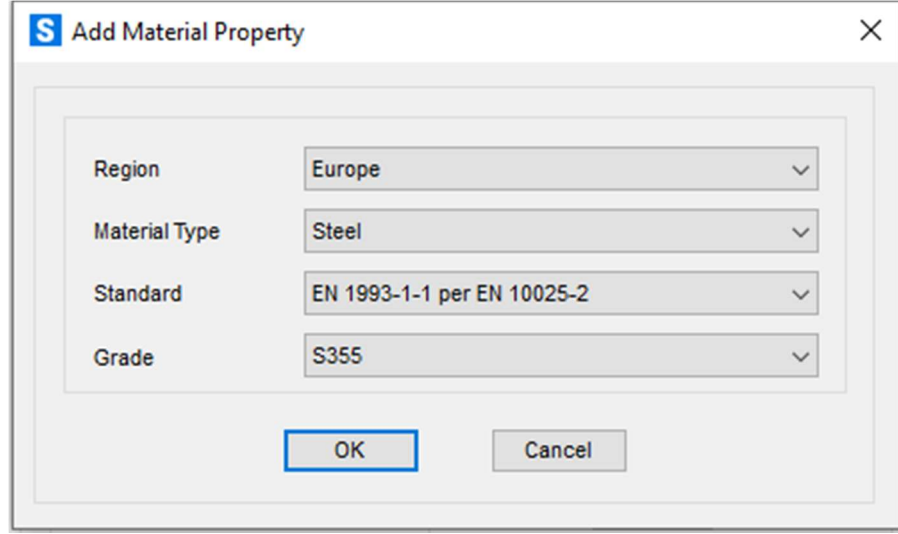 S Add Material Property
Region Europe
Material Type Steel
Standard EN 1993-1-1 per EN 10025-2
Grade S355
OK Cancel